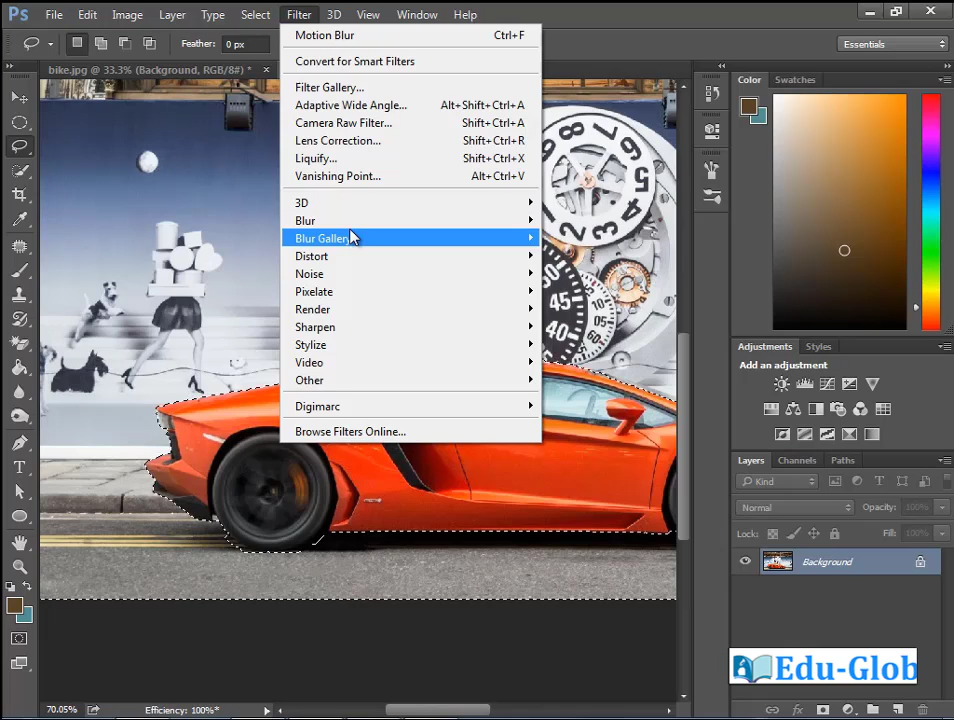 Ps File Edit Image Layer Type Select Filter 3D View Window Help
Feather: 0 px
Essentials
bike.jpg @ 33.3% (Background, RGB/8#) * ×
Motion Blur Ctrl+F
Convert for Smart Filters
Filter Gallery...
Adaptive Wide Angle... Alt+Shift+Ctrl+A
Camera Raw Filter... Shift+Ctrl+A
Lens Correction... Shift+Ctrl+R
Liquify... Shift+Ctrl+X
Vanishing Point... Alt+Ctrl+V
3D
Blur
Blur Gallery
Distort
Noise
Pixelate
Render
Sharpen
Stylize
Video
Other
Digimarc
Browse Filters Online...
5
45
40
Color Swatches
Adjustments Styles
Add an adjustment
Layers Channels Paths
Kind
Normal Opacity: 100%
Lock: Fill: 100%
Background
Edu-Glob
fx
70.05% Efficiency: 100%*